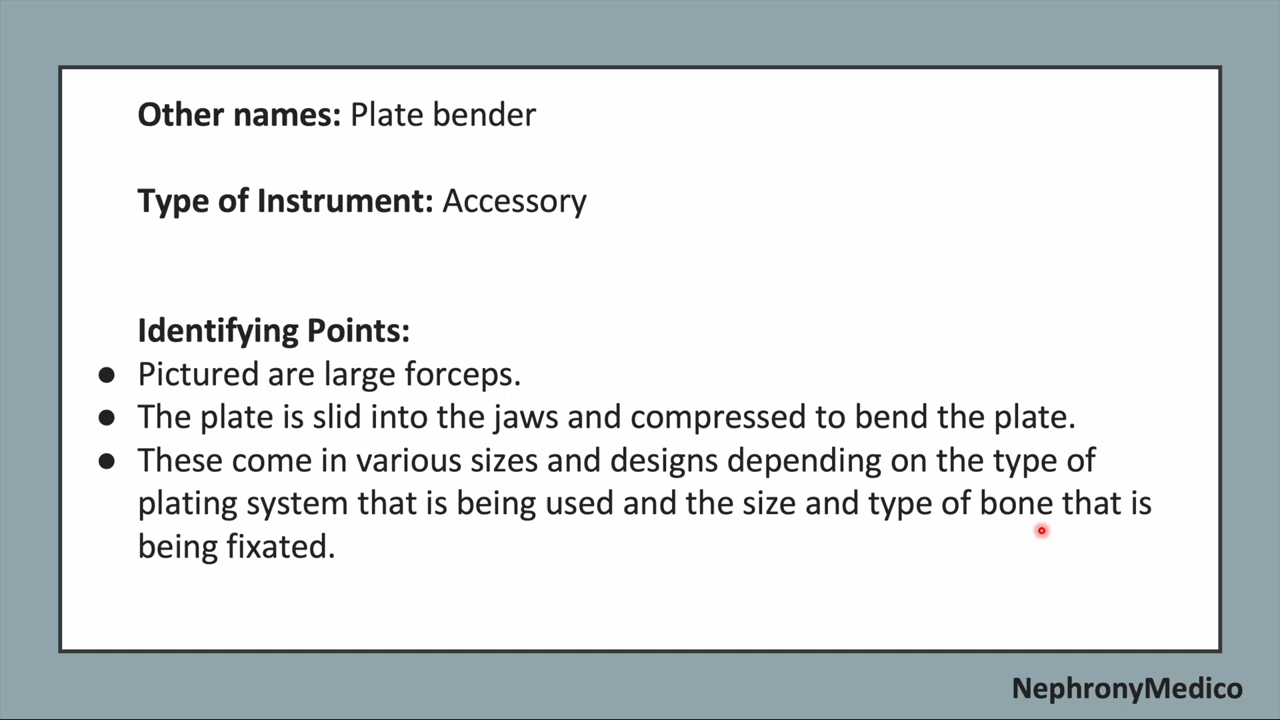 Other names: Plate bender
Type of Instrument: Accessory
Identifying Points:
● Pictured are large forceps.
● The plate is slid into the jaws and compressed to bend the plate.
● These come in various sizes and designs depending on the type of
plating system that is being used and the size and type of bone that is
being fixated.
NephronyMedico